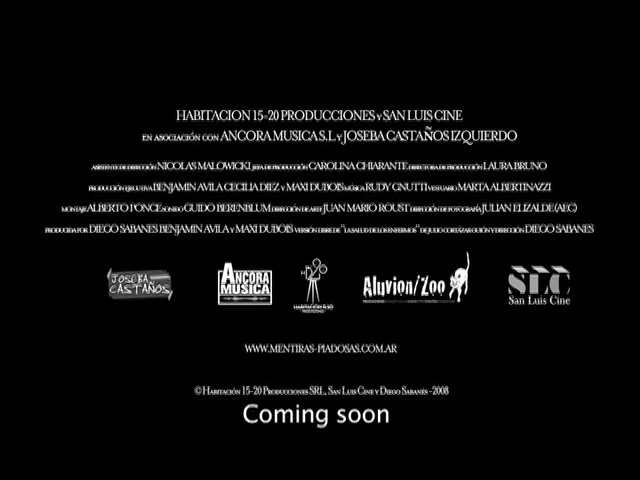 HABITACION 15-20 PRODUCCIONES Y SAN LUIS CINE
EN ASOCIACIÓN CON ANCORA MUSICA S.L Y JOSEBA CASTAÑOS IZQUIERDO
ASISTENTE DE DIRECCIÓN NICOLAS MALOWICKI JEFA DE PRODUCCIÓN CAROLINA CHIARANTE DIRECTORA DE PRODUCCIÓN LAURA BRUNO
PRODUCCIÓN EJECUTIVA BENJAMIN AVILA CECILIA DIEZ Y MAXI DUBOIS MÚSICA RUDY GNUTTI VESTUARIO MARTA ALBERTINAZZI
MONTAJE ALBERTO PONCE SONIDO GUIDO BERENBLUM DIRECCIÓN DE ARTE JUAN MARIO ROUST DIRECCIÓN DE FOTOGRAFÍA JULIAN ELIZALDE (AEC)
PRODUCIDA POR DIEGO SABANES BENJAMIN AVILA Y MAXI DUBOIS VERSIÓN LIBRE DE "LA SALUD DE LOS ENFERMOS" DE JULIO CORTÁZAR GUIÓN Y DIRECCIÓN DIEGO SABANES
JOSEBA CASTAÑOS
ANCORA MUSICA
HABITACION 15-20
Aluvion/Zoo
SLC San Luis Cine
WWW.MENTIRAS-PIADOSAS.COM.AR
© HABITACIÓN 15-20 PRODUCCIONES SRL, SAN LUIS CINE Y DIEGO SABANÉS -2008
Coming soon